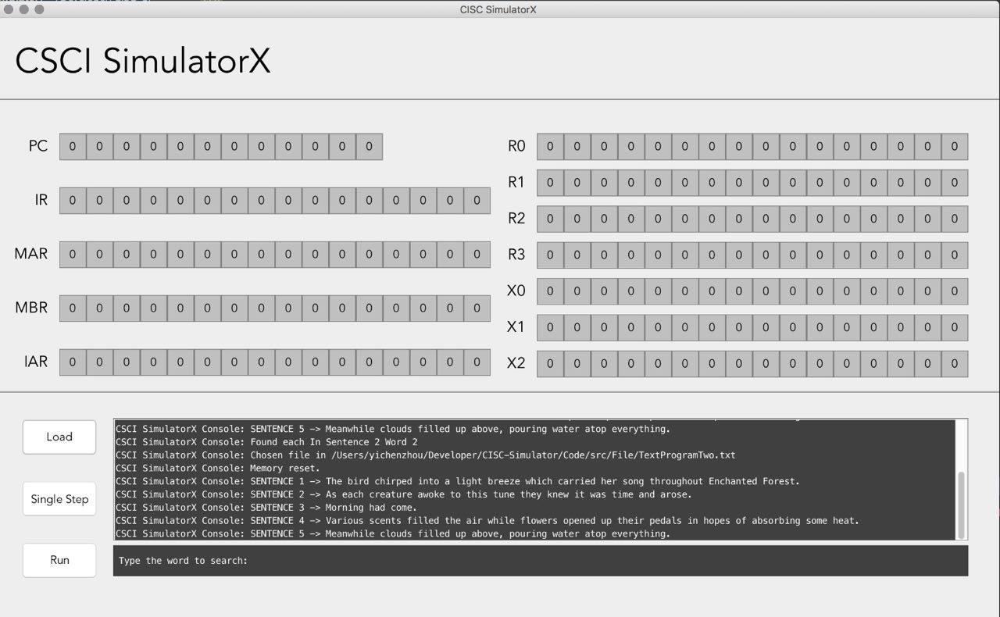 CISC SimulatorX
CSCI SimulatorX
PC 0 0 0 0 0 0 0 0 0 0 0 0
IR 0 0 0 0 0 0 0 0 0 0 0 0 0 0 0 0
MAR 0 0 0 0 0 0 0 0 0 0 0 0 0 0 0 0
MBR 0 0 0 0 0 0 0 0 0 0 0 0 0 0 0 0
IAR 0 0 0 0 0 0 0 0 0 0 0 0 0 0 0 0
R0 0 0 0 0 0 0 0 0 0 0 0 0 0 0 0 0
R1 0 0 0 0 0 0 0 0 0 0 0 0 0 0 0 0
R2 0 0 0 0 0 0 0 0 0 0 0 0 0 0 0 0
R3 0 0 0 0 0 0 0 0 0 0 0 0 0 0 0 0
X0 0 0 0 0 0 0 0 0 0 0 0 0 0 0 0 0
X1 0 0 0 0 0 0 0 0 0 0 0 0 0 0 0 0
X2 0 0 0 0 0 0 0 0 0 0 0 0 0 0 0 0
Load
Single Step
Run
CSCI SimulatorX Console: SENTENCE 5 -> Meanwhile clouds filled up above, pouring water atop everything.
CSCI SimulatorX Console: Found each In Sentence 2 Word 2
CSCI SimulatorX Console: Chosen file in /Users/yichenzhou/Developer/CISC-Simulator/Code/src/File/TextProgramTwo.txt
CSCI SimulatorX Console: Memory reset.
CSCI SimulatorX Console: SENTENCE 1 -> The bird chirped into a light breeze which carried her song throughout Enchanted Forest.
CSCI SimulatorX Console: SENTENCE 2 -> As each creature awoke to this tune they knew it was time and arose.
CSCI SimulatorX Console: SENTENCE 3 -> Morning had come.
CSCI SimulatorX Console: SENTENCE 4 -> Various scents filled the air while flowers opened up their pedals in hopes of absorbing some heat.
CSCI SimulatorX Console: SENTENCE 5 -> Meanwhile clouds filled up above, pouring water atop everything.
Type the word to search: